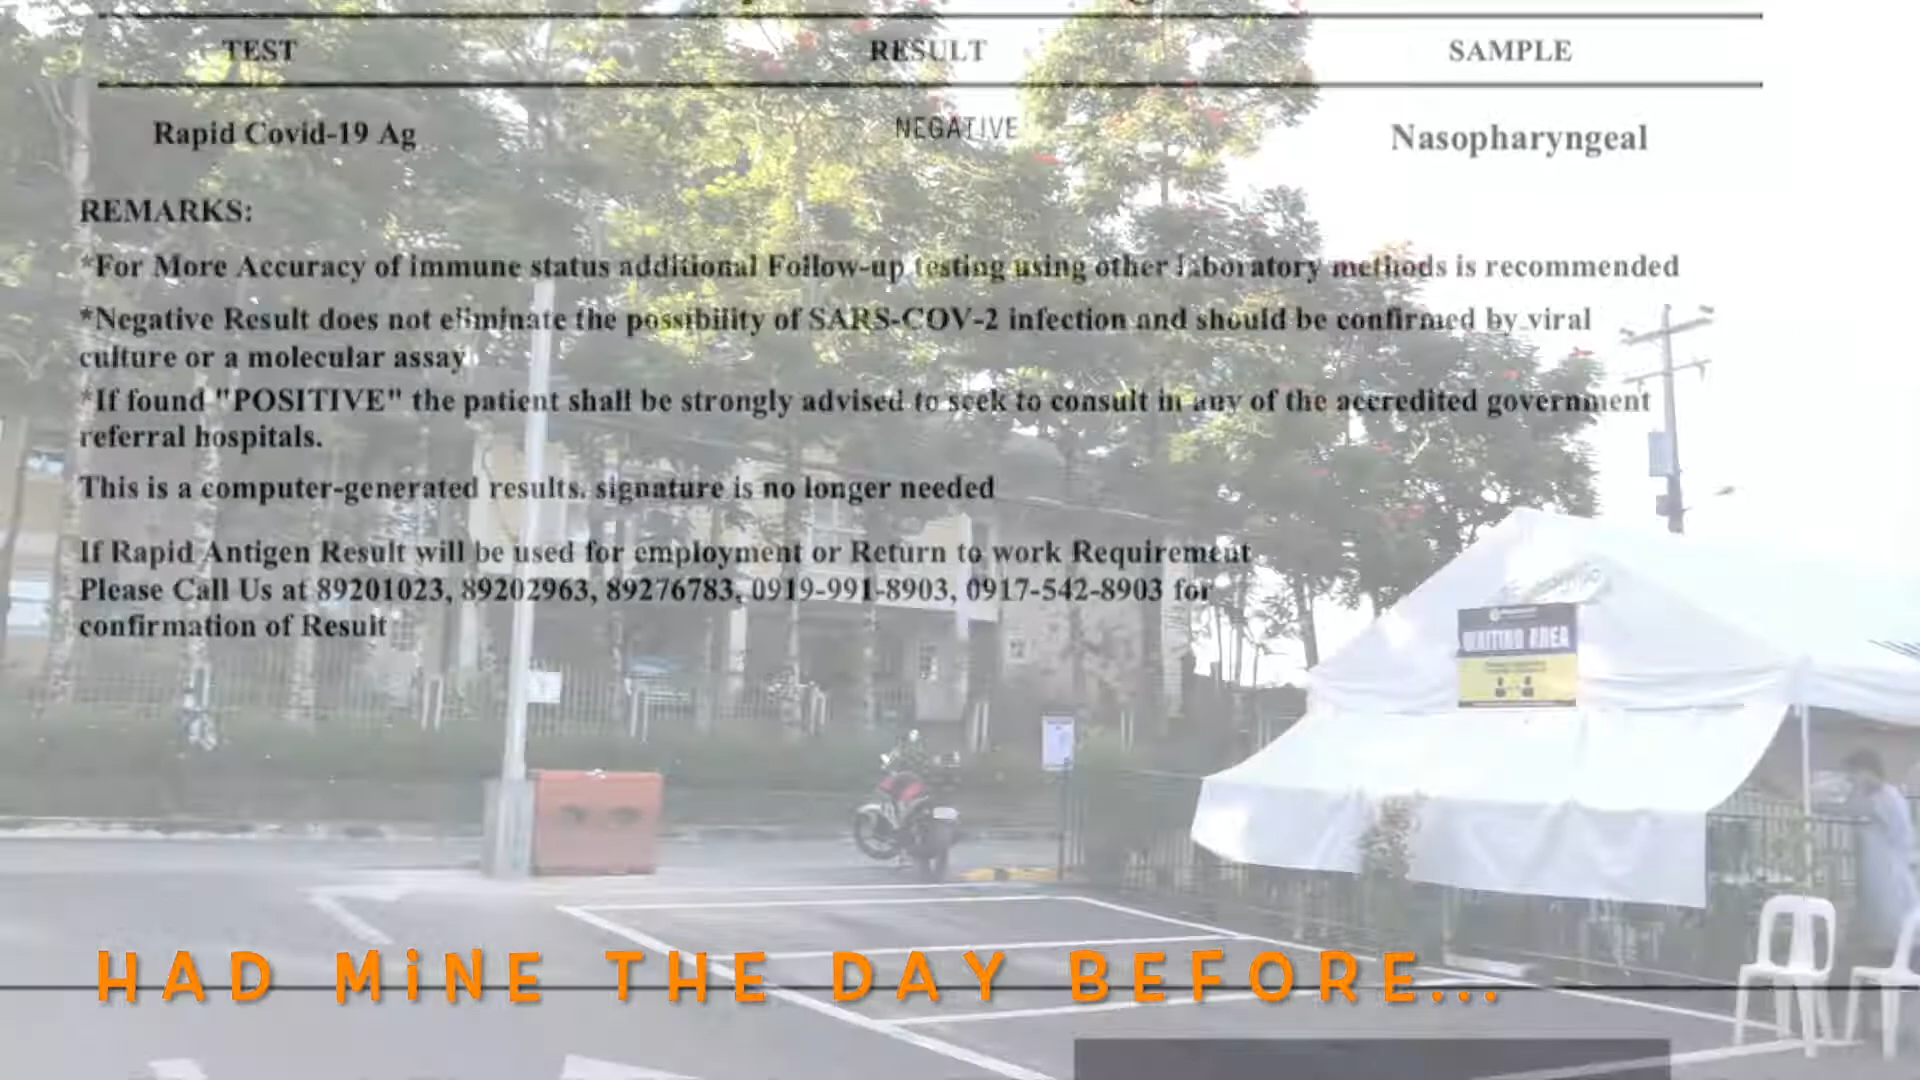 TEST RESULT SAMPLE
Rapid Covid-19 Ag NEGATIVE Nasopharyngeal
REMARKS:
*For More Accuracy of immune status additional Follow-up testing using other laboratory methods is recommended
*Negative Result does not eliminate the possibility of SARS-COV-2 infection and should be confirmed by viral
culture or a molecular assay
*If found "POSITIVE" the patient shall be strongly advised to seek to consult in any of the accredited government
referral hospitals.
This is a computer-generated results. signature is no longer needed
If Rapid Antigen Result will be used for employment or Return to work Requirement
Please Call Us at 89201023, 89202963, 89276783, 0919-991-8903, 0917-542-8903 for
confirmation of Result
WAITING AREA
HAD MiNE THE DAY BEFORE...